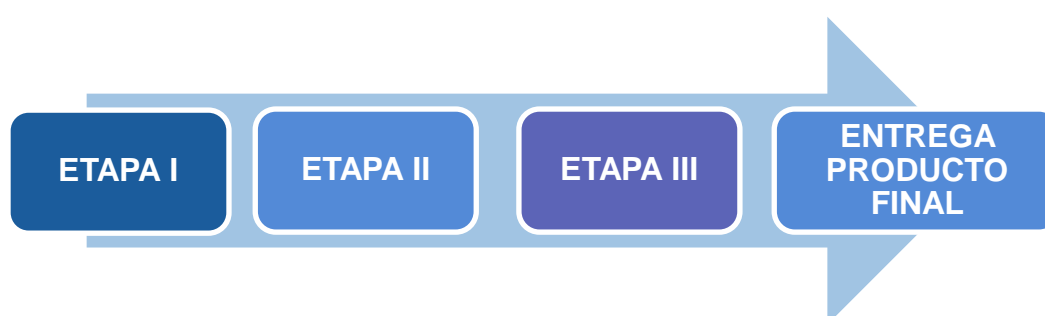 ETAPA I
ETAPA II
ETAPA III
ENTREGA
PRODUCTO
FINAL